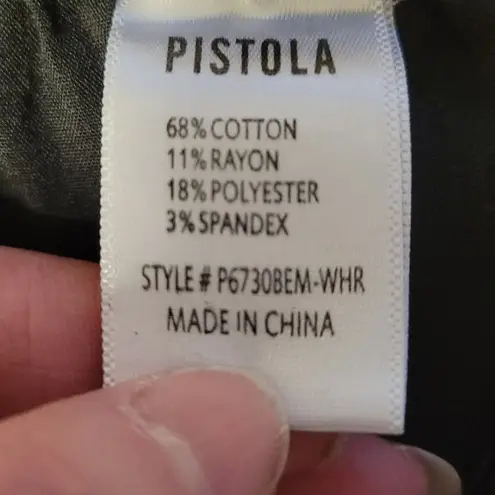 PISTOLA
68% COTTON
11% RAYON
18% POLYESTER
3% SPANDEX
STYLE # P6730BEM-WHR
MADE IN CHINA